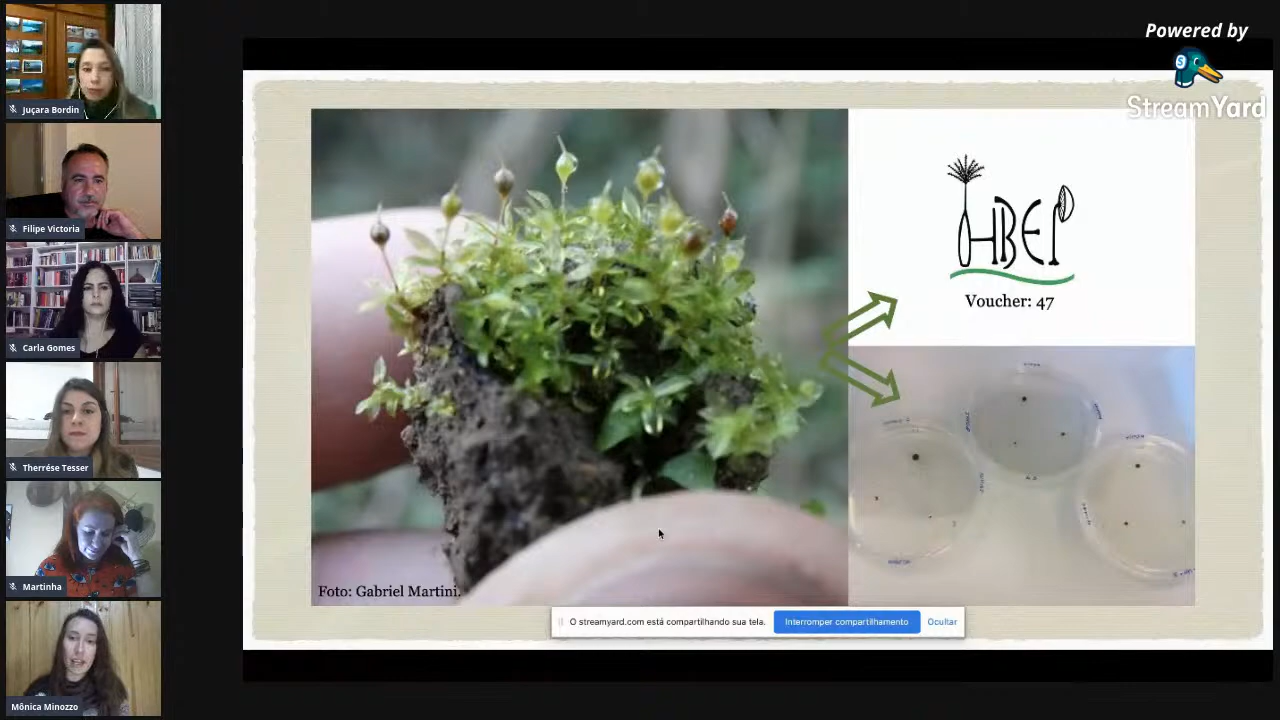 Powered by
StreamYard
Juçara Bordin
Filipe Victoria
Carla Gomes
Therrése Tesser
Martinha
Mônica Minozzo
HBEI
Voucher: 47
Foto: Gabriel Martini.
O streamyard.com está compartilhando sua tela.
Interromper compartilhamento
Ocultar